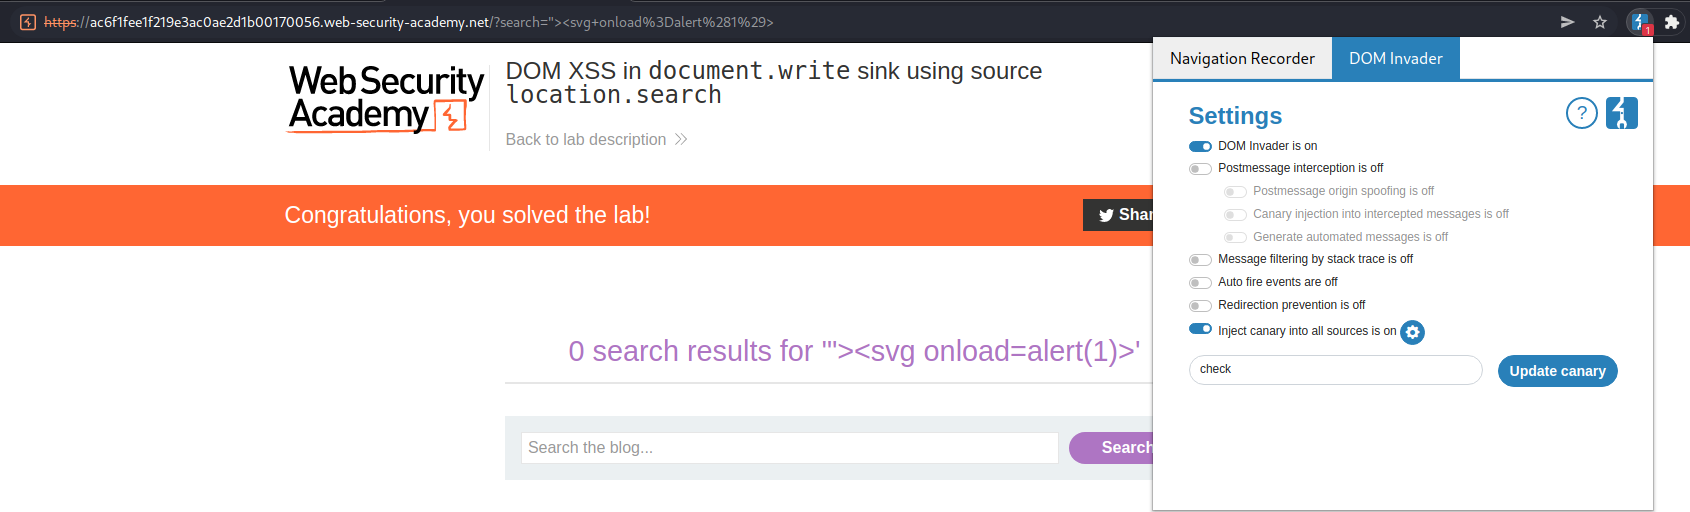 https://ac6f1fee1f219e3ac0ae2d1b00170056.web-security-academy.net/?search="><svg+onload%3Dalert%281%29>
1
Navigation Recorder
DOM Invader
Web Security
Academy
DOM XSS in document.write sink using source
location.search
Back to lab description
Settings
?
DOM Invader is on
Postmessage interception is off
Postmessage origin spoofing is off
Canary injection into intercepted messages is off
Generate automated messages is off
Message filtering by stack trace is off
Auto fire events are off
Redirection prevention is off
Inject canary into all sources is on
check
Update canary
Congratulations, you solved the lab!
Shar
0 search results for '"><svg onload=alert(1)>'
Search the blog...
Search